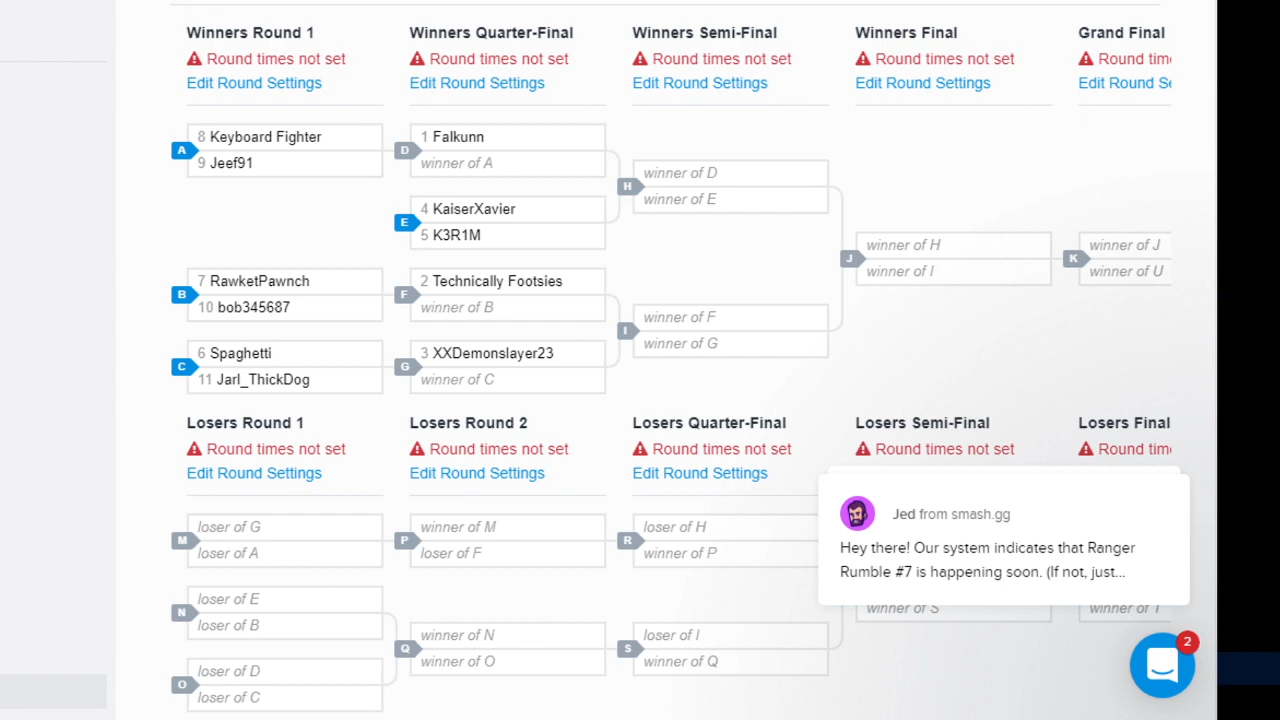 Winners Round 1
Round times not set
Edit Round Settings
Winners Quarter-Final
Round times not set
Edit Round Settings
Winners Semi-Final
Round times not set
Edit Round Settings
Winners Final
Round times not set
Edit Round Settings
Grand Final
Round tim
Edit Round Se
A
8 Keyboard Fighter
9 Jeef91
B
7 RawketPawnch
10 bob345687
C
6 Spaghetti
11 Jarl_ThickDog
D
1 Falkunn
winner of A
E
4 KaiserXavier
5 K3R1M
F
2 Technically Footsies
winner of B
G
3 XXDemonslayer23
winner of C
H
winner of D
winner of E
I
winner of F
winner of G
J
winner of H
winner of I
K
winner of J
winner of U
Losers Round 1
Round times not set
Edit Round Settings
Losers Round 2
Round times not set
Edit Round Settings
Losers Quarter-Final
Round times not set
Edit Round Settings
Losers Semi-Final
Round times not set
Losers Final
Round tim
M
loser of G
loser of A
N
loser of E
loser of B
O
loser of D
loser of C
P
winner of M
loser of F
Q
winner of N
winner of O
R
loser of H
winner of P
S
loser of I
winner of Q
winner of S
winner of T
Jed from smash.gg
Hey there! Our system indicates that Ranger
Rumble #7 is happening soon. (If not, just...
2